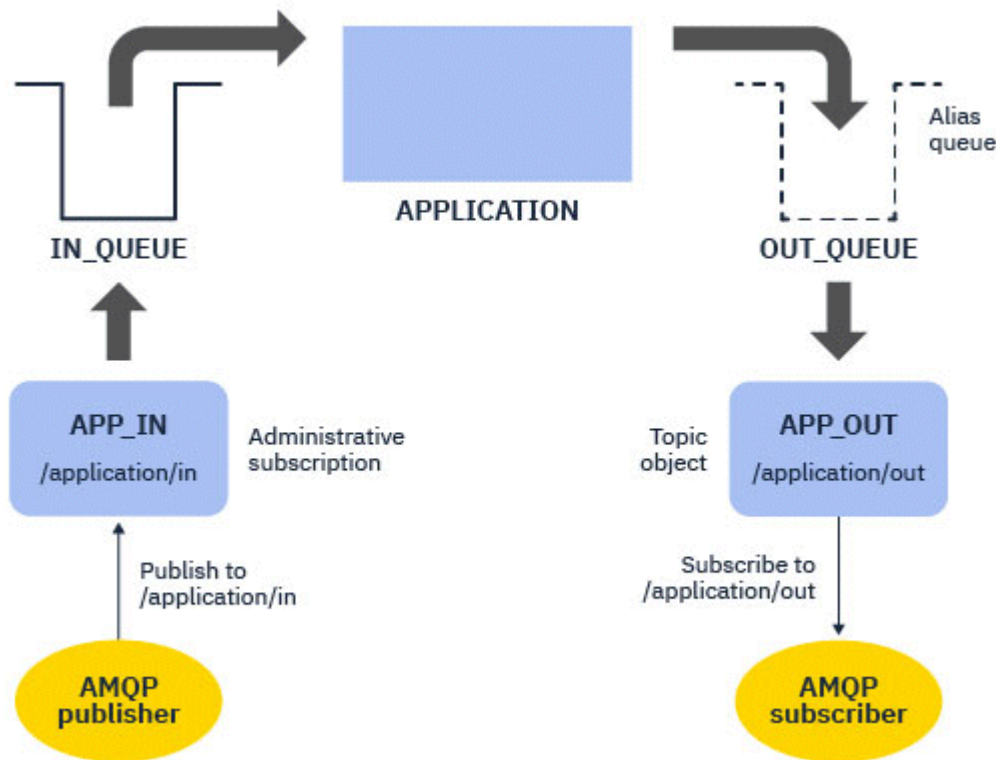 Alias
queue
APPLICATION
IN_QUEUE
OUT_QUEUE
APP_IN
/application/in
Administrative
subscription
Topic
object
APP_OUT
/application/out
Publish to
/application/in
Subscribe to
/application/out
AMQP
publisher
AMQP
subscriber